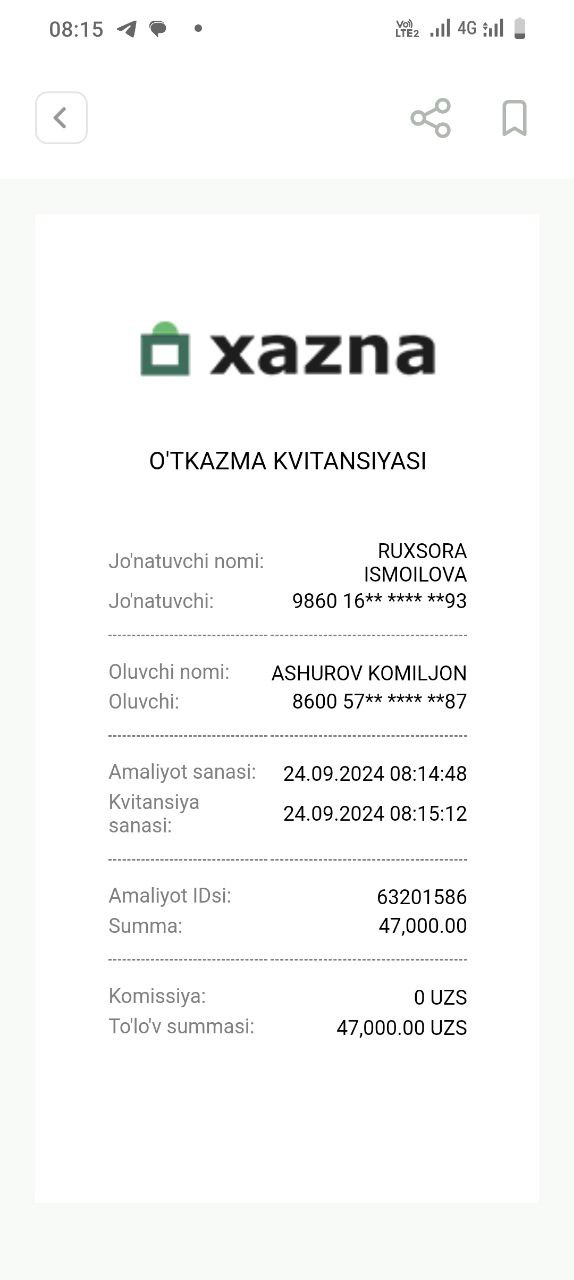 08:15
Vo))
LTE2
4G
xazna
O'TKAZMA KVITANSIYASI
Jo'natuvchi nomi: RUXSORA
ISMOILOVA
Jo'natuvchi: 9860 16** **** **93
Oluvchi nomi: ASHUROV KOMILJON
Oluvchi: 8600 57** **** **87
Amaliyot sanasi: 24.09.2024 08:14:48
Kvitansiya
sanasi: 24.09.2024 08:15:12
Amaliyot IDsi: 63201586
Summa: 47,000.00
Komissiya: 0 UZS
To'lo'v summasi: 47,000.00 UZS